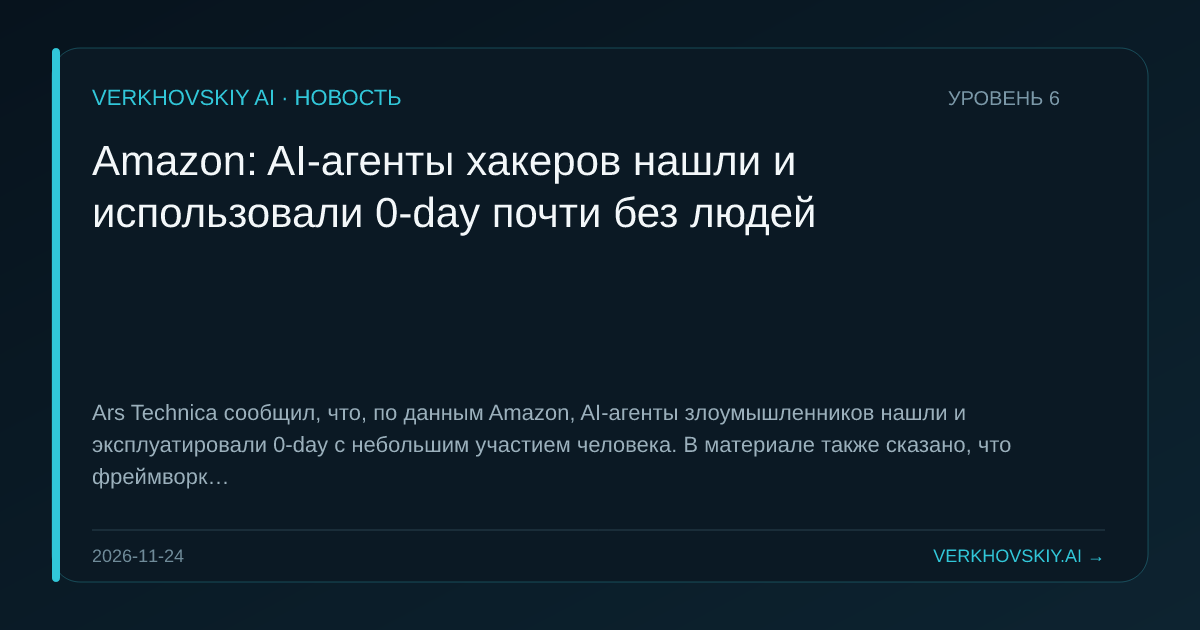 VERKHOVSKIY AI · НОВОСТЬ
УРОВЕНЬ 6
Amazon: AI-агенты хакеров нашли и
использовали 0-day почти без людей
Ars Technica сообщил, что, по данным Amazon, AI-агенты злоумышленников нашли и
эксплуатировали 0-day с небольшим участием человека. В материале также сказано, что
фреймворк…
2026-11-24
VERKHOVSKIY.AI →